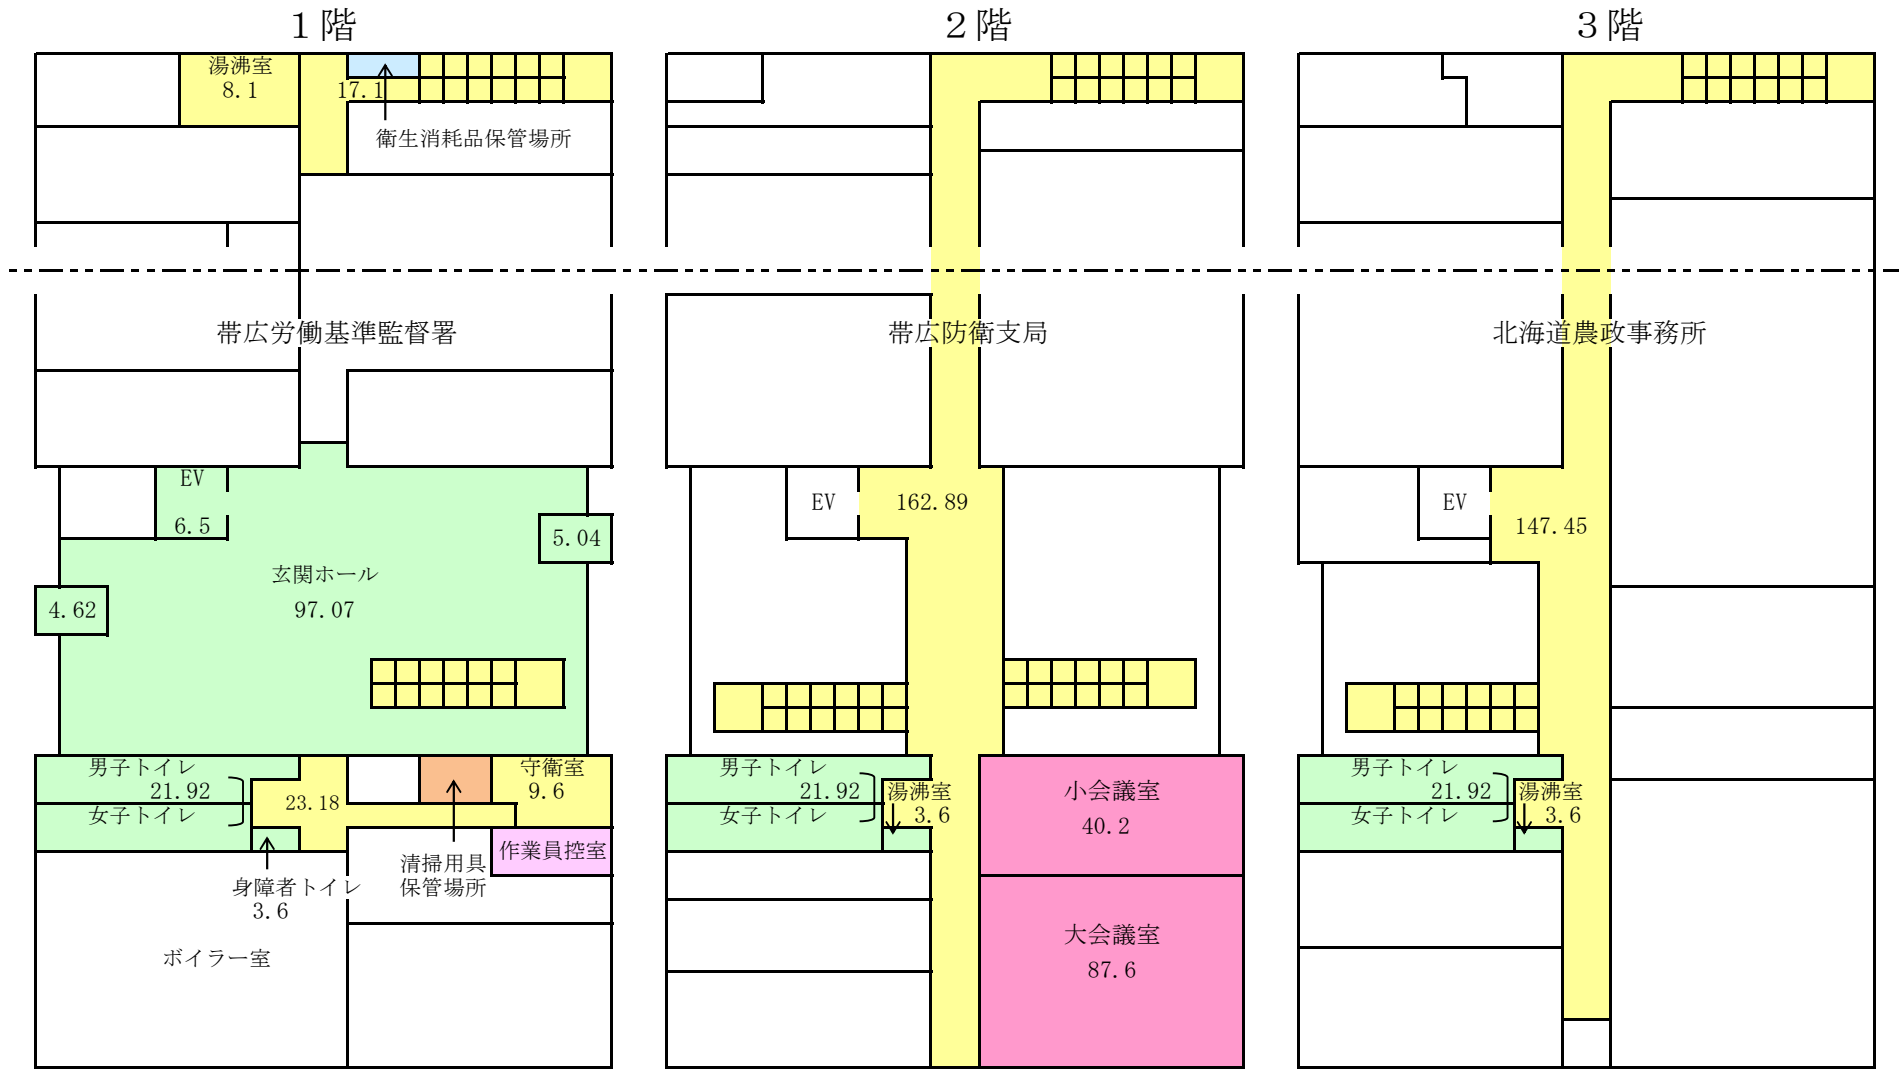 １階
湯沸室
8.1
17.1
衛生消耗品保管場所
帯広労働基準監督署
EV
6.5
5.04
玄関ホール
97.07
4.62
男子トイレ
21.92
女子トイレ
23.18
守衛室
9.6
作業員控室
清掃用具
保管場所
身障者トイレ
3.6
ボイラー室
２階
帯広防衛支局
EV
162.89
男子トイレ
21.92
女子トイレ
湯沸室
3.6
小会議室
40.2
大会議室
87.6
３階
北海道農政事務所
EV
147.45
男子トイレ
21.92
女子トイレ
湯沸室
3.6